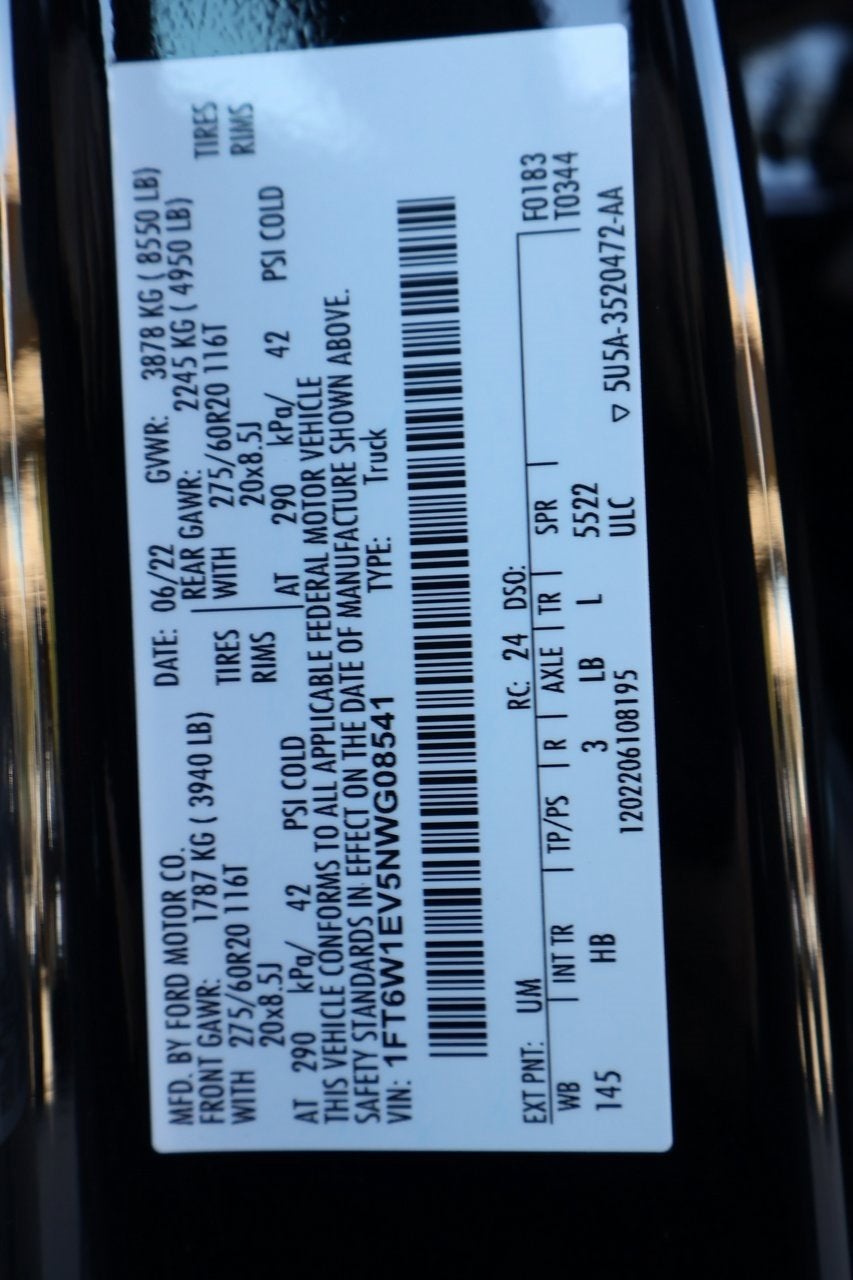 MFD. BY FORD MOTOR CO.
DATE: 06/22 GVWR: 3878 KG ( 8550 LB)
FRONT GAWR: 1787 KG ( 3940 LB) REAR GAWR: 2245 KG ( 4950 LB)
WITH 275/60R20 116T TIRES WITH 275/60R20 116T TIRES
20x8.5J RIMS 20x8.5J RIMS
AT 290 kPa/ 42 PSI COLD AT 290 kPa/ 42 PSI COLD
THIS VEHICLE CONFORMS TO ALL APPLICABLE FEDERAL MOTOR VEHICLE
SAFETY STANDARDS IN EFFECT ON THE DATE OF MANUFACTURE SHOWN ABOVE.
VIN: 1FT6W1EV5NWG08541 TYPE: Truck
EXT PNT: UM RC: 24 DSO: F0183
WB INT TR TP/PS R AXLE TR SPR T0344
145 HB 3 LB L 5522
1202206108195 ULC ▽ 5U5A-3520472-AA